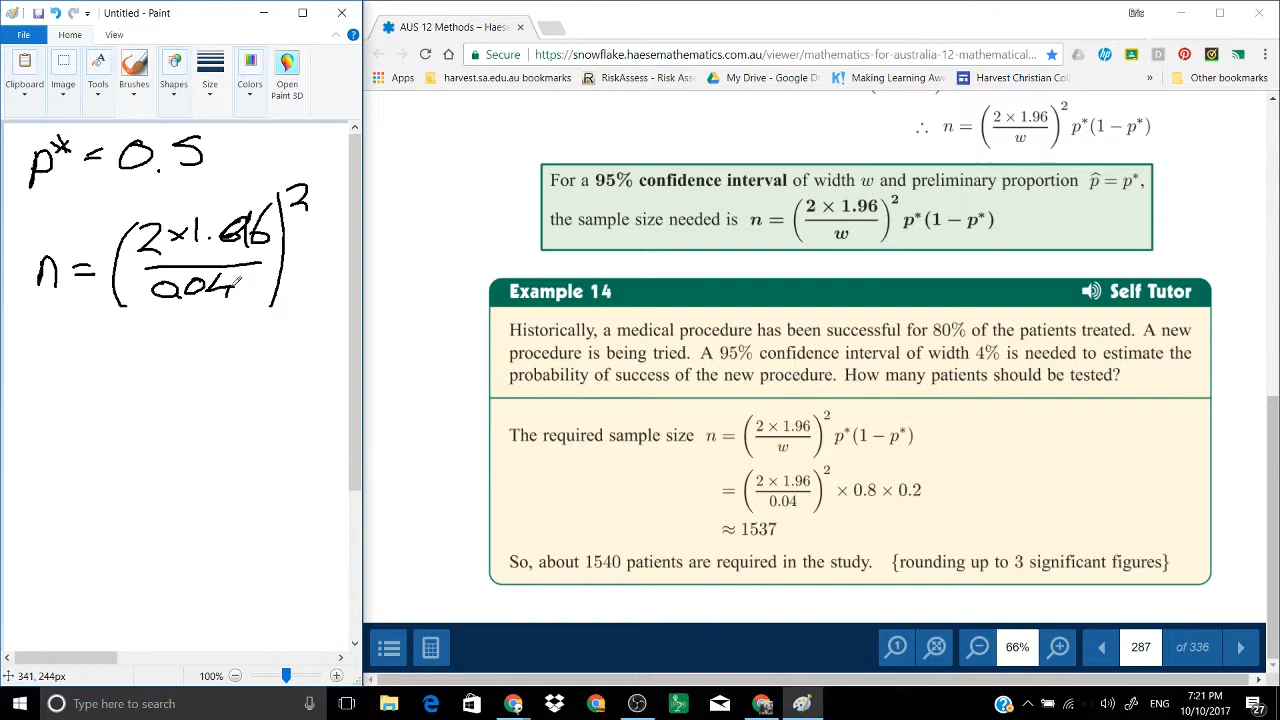 Untitled - Paint
File Home View
Clipboard Image Tools Brushes Shapes Size Colors Open Paint 3D
p* = 0.5
n = (2×1.96/0.04)²
341, 244px 100%
AUS 12 Methods – Haese
Secure https://snowflake.haesemathematics.com.au/viewer/mathematics-for-australia-12-mathematical...
Apps harvest.sa.edu.au bookmarks RiskAssess - Risk Asse My Drive - Google Dri Making Learning Awe Harvest Christian Co Other bookmarks
∴ n = (2 × 1.96/w)² p*(1 − p*)
For a 95% confidence interval of width w and preliminary proportion p̂ = p*,
the sample size needed is n = (2 × 1.96/w)² p*(1 − p*)
Example 14 Self Tutor
Historically, a medical procedure has been successful for 80% of the patients treated. A new
procedure is being tried. A 95% confidence interval of width 4% is needed to estimate the
probability of success of the new procedure. How many patients should be tested?
The required sample size n = (2 × 1.96/w)² p*(1 − p*)
= (2 × 1.96/0.04)² × 0.8 × 0.2
≈ 1537
So, about 1540 patients are required in the study. {rounding up to 3 significant figures}
66% 287 of 336
Type here to search
ENG 7:21 PM
10/10/2017 27